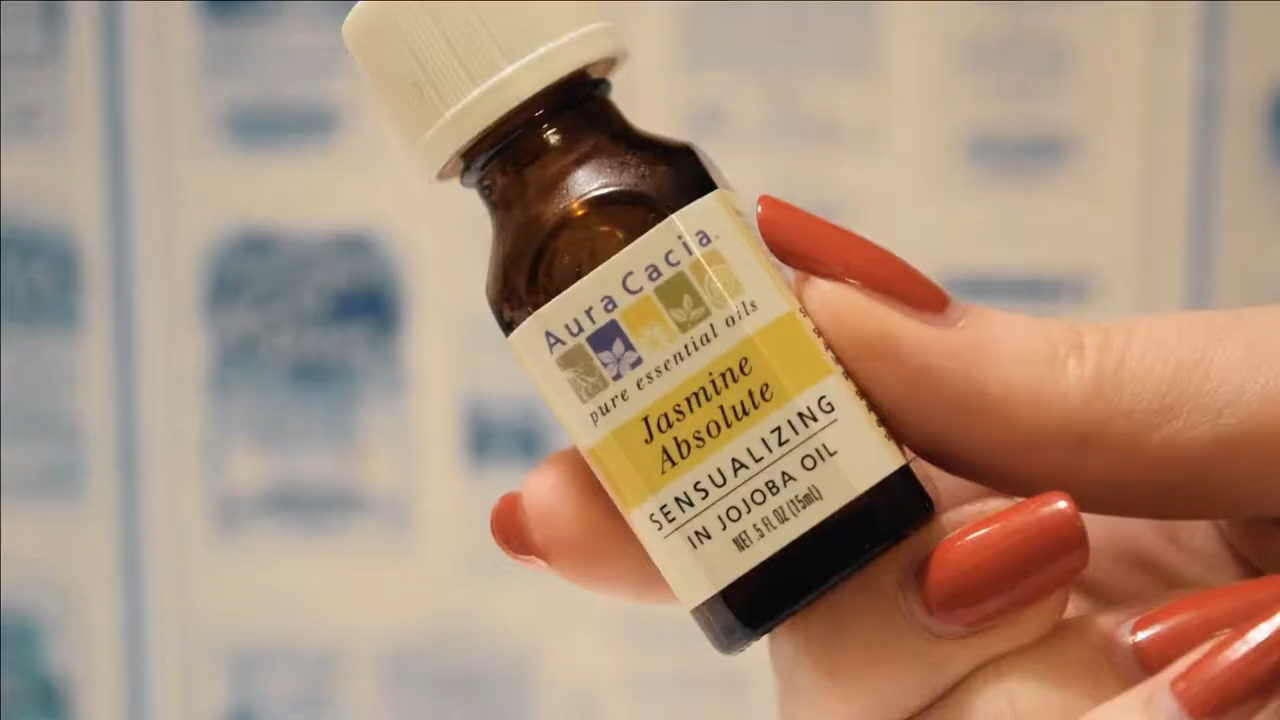 Aura Cacia
pure essential oils
Jasmine
Absolute
SENSUALIZING
IN JOJOBA OIL
NET .5 FL OZ (15ml)